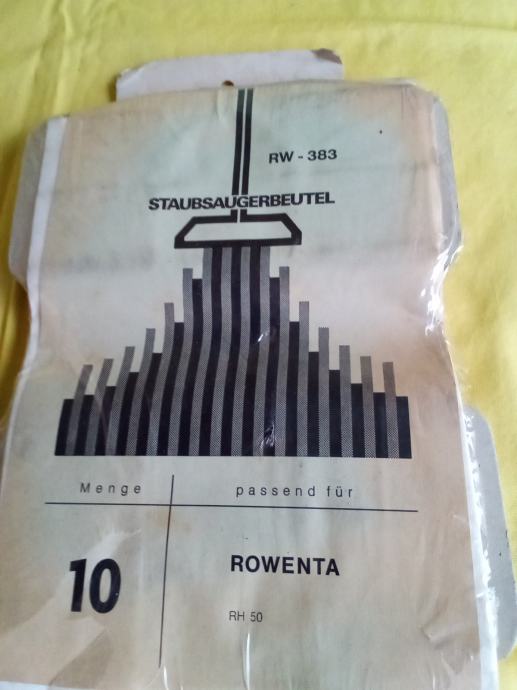 RW - 383
STAUBSAUGERBEUTEL
Menge
passend für
10
ROWENTA
RH 50